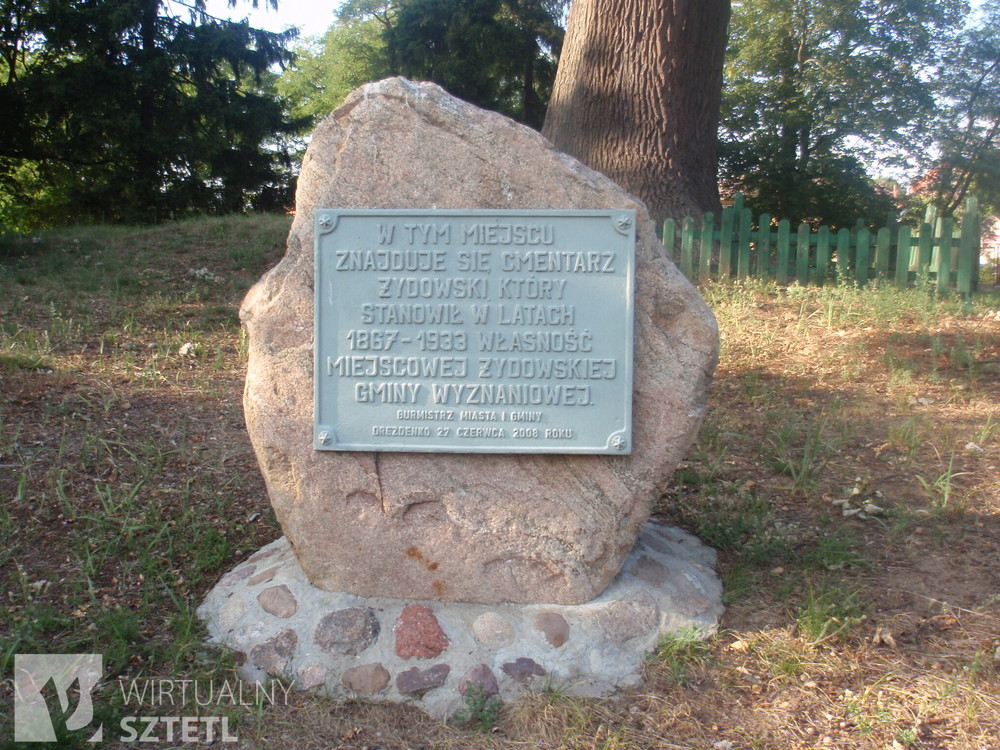 W TYM MIEJSCU
ZNAJDUJE SIĘ CMENTARZ
ŻYDOWSKI, KTÓRY
STANOWIŁ W LATACH
1867-1933 WŁASNOŚĆ
MIEJSCOWEJ ŻYDOWSKIEJ
GMINY WYZNANIOWEJ.
BURMISTRZ MIASTA I GMINY
DREZDENKO 27 CZERWCA 2008 ROKU
WIRTUALNY
SZTETL